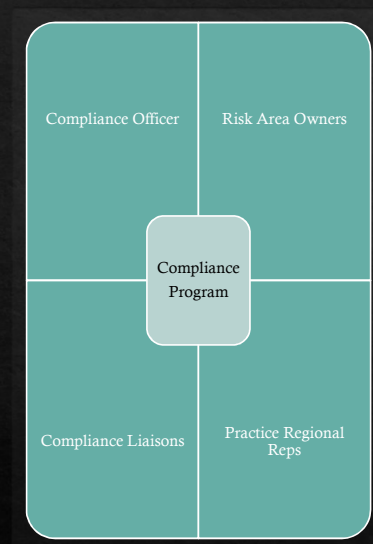 Compliance Officer
Risk Area Owners
Compliance
Program
Compliance Liaisons
Practice Regional
Reps